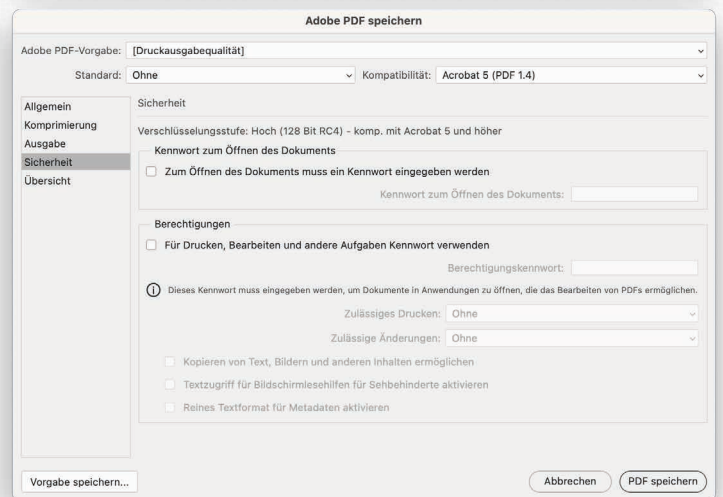 Adobe PDF speichern
Adobe PDF-Vorgabe: [Druckausgabequalität]
Standard: Ohne Kompatibilität: Acrobat 5 (PDF 1.4)
Allgemein
Komprimierung
Ausgabe
Sicherheit
Übersicht
Sicherheit
Verschlüsselungsstufe: Hoch (128 Bit RC4) - komp. mit Acrobat 5 und höher
Kennwort zum Öffnen des Dokuments
Zum Öffnen des Dokuments muss ein Kennwort eingegeben werden
Kennwort zum Öffnen des Dokuments:
Berechtigungen
Für Drucken, Bearbeiten und andere Aufgaben Kennwort verwenden
Berechtigungskennwort:
Dieses Kennwort muss eingegeben werden, um Dokumente in Anwendungen zu öffnen, die das Bearbeiten von PDFs ermöglichen.
Zulässiges Drucken: Ohne
Zulässige Änderungen: Ohne
Kopieren von Text, Bildern und anderen Inhalten ermöglichen
Textzugriff für Bildschirmlesehilfen für Sehbehinderte aktivieren
Reines Textformat für Metadaten aktivieren
Vorgabe speichern... Abbrechen PDF speichern